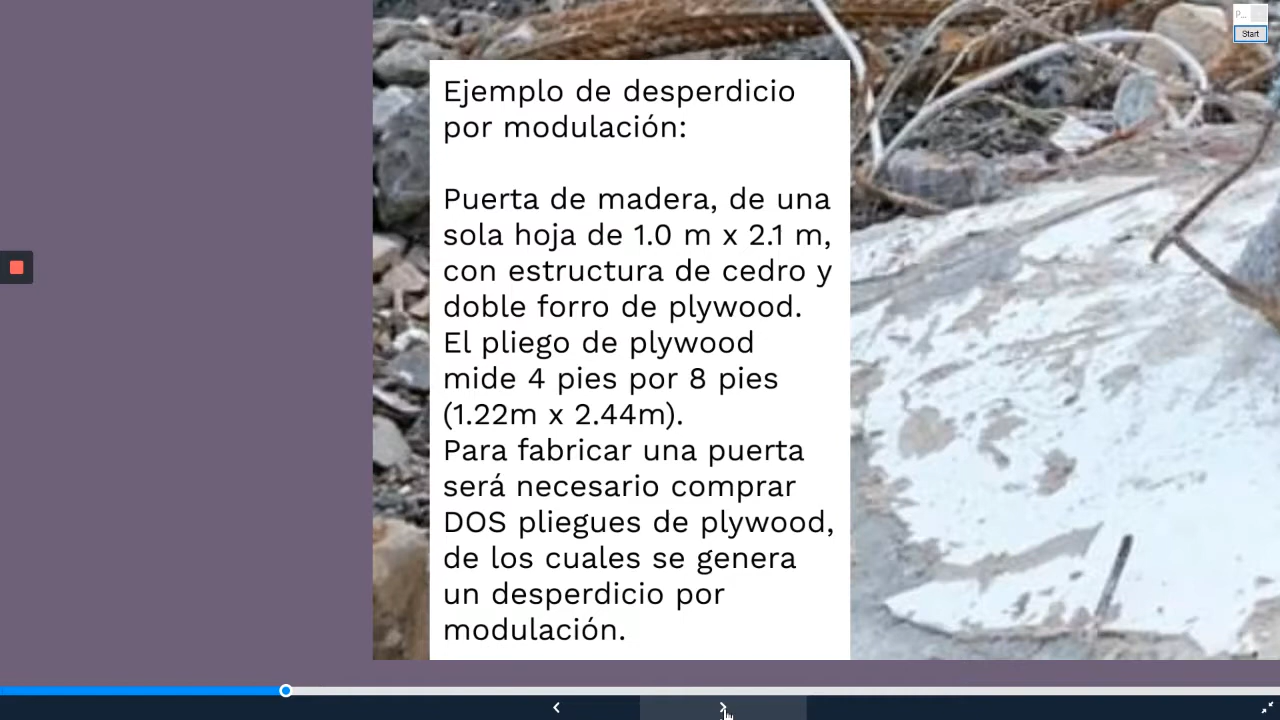 P...
Start
Ejemplo de desperdicio
por modulación:
Puerta de madera, de una
sola hoja de 1.0 m x 2.1 m,
con estructura de cedro y
doble forro de plywood.
El pliego de plywood
mide 4 pies por 8 pies
(1.22m x 2.44m).
Para fabricar una puerta
será necesario comprar
DOS pliegues de plywood,
de los cuales se genera
un desperdicio por
modulación.